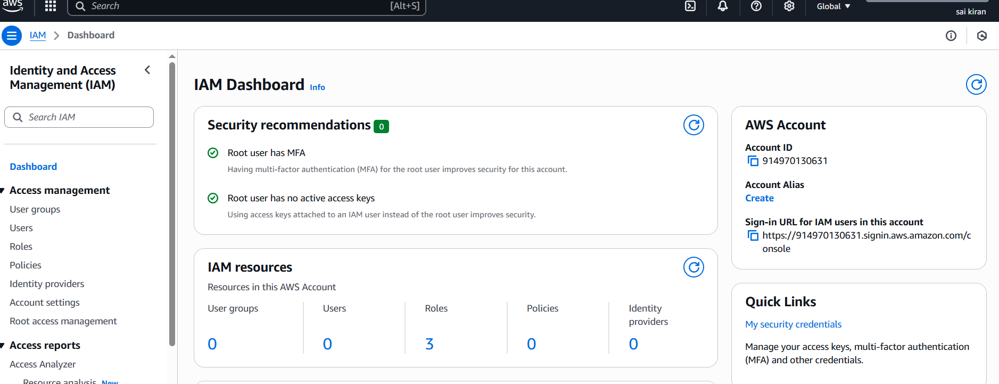 aws
Search
[Alt+S]
Global
sai kiran
IAM
Dashboard
Identity and Access
Management (IAM)
Search IAM
Dashboard
Access management
User groups
Users
Roles
Policies
Identity providers
Account settings
Root access management
Access reports
Access Analyzer
Resource analysis New
IAM Dashboard Info
Security recommendations 0
Root user has MFA
Having multi-factor authentication (MFA) for the root user improves security for this account.
Root user has no active access keys
Using access keys attached to an IAM user instead of the root user improves security.
IAM resources
Resources in this AWS Account
User groups
0
Users
0
Roles
3
Policies
0
Identity
providers
0
AWS Account
Account ID
914970130631
Account Alias
Create
Sign-in URL for IAM users in this account
https://914970130631.signin.aws.amazon.com/c
onsole
Quick Links
My security credentials
Manage your access keys, multi-factor authentication
(MFA) and other credentials.